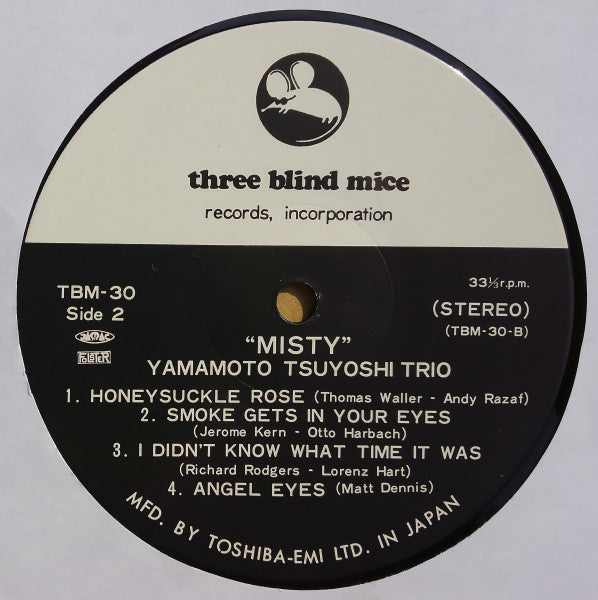 three blind mice
records, incorporation
TBM-30
Side 2
33⅓r.p.m.
(STEREO)
(TBM-30-B)
JASRAC
FOLSTER
"MISTY"
YAMAMOTO TSUYOSHI TRIO
1. HONEYSUCKLE ROSE (Thomas Waller - Andy Razaf)
2. SMOKE GETS IN YOUR EYES
(Jerome Kern - Otto Harbach)
3. I DIDN'T KNOW WHAT TIME IT WAS
(Richard Rodgers - Lorenz Hart)
4. ANGEL EYES (Matt Dennis)
MFD. BY TOSHIBA-EMI LTD. IN JAPAN